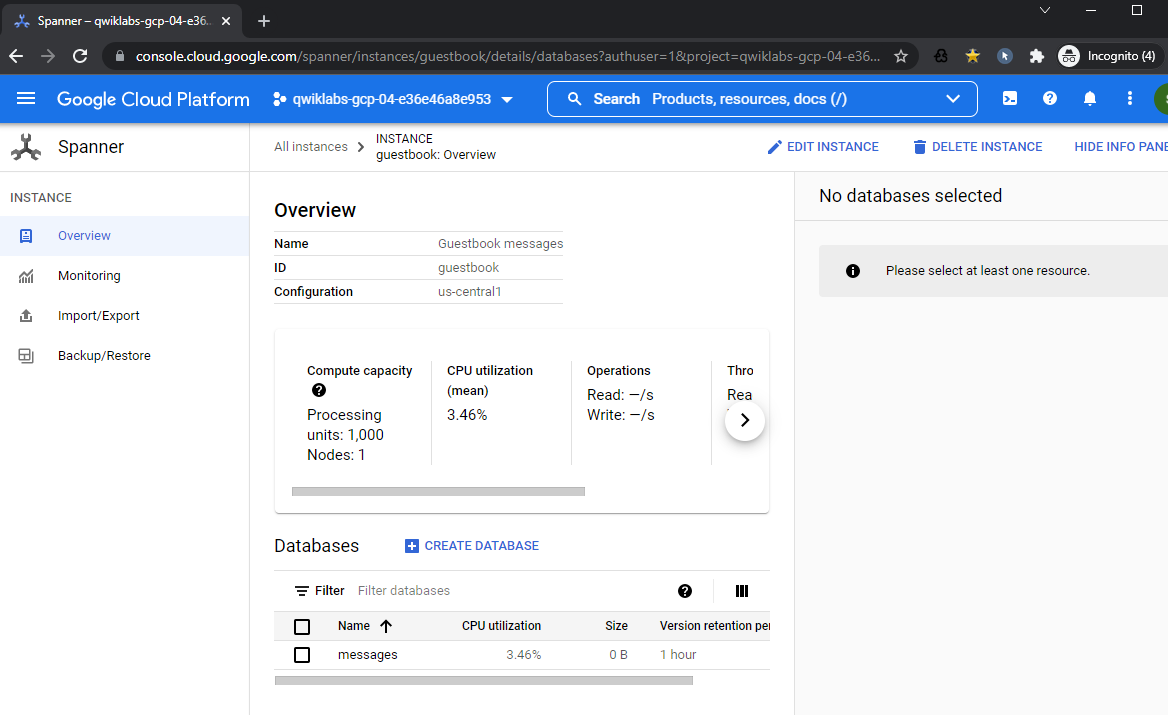 Spanner – qwiklabs-gcp-04-e36...
console.cloud.google.com/spanner/instances/guestbook/details/databases?authuser=1&project=qwiklabs-gcp-04-e36...
Incognito (4)
Google Cloud Platform
qwiklabs-gcp-04-e36e46a8e953
Search Products, resources, docs (/)
Spanner
All instances
INSTANCE
guestbook: Overview
EDIT INSTANCE
DELETE INSTANCE
HIDE INFO PANE
INSTANCE
Overview
Monitoring
Import/Export
Backup/Restore
Overview
Name Guestbook messages
ID guestbook
Configuration us-central1
Compute capacity
Processing
units: 1,000
Nodes: 1
CPU utilization
(mean)
3.46%
Operations
Read: —/s
Write: —/s
Thro
Rea
Databases
CREATE DATABASE
Filter Filter databases
Name CPU utilization Size Version retention per
messages 3.46% 0 B 1 hour
No databases selected
Please select at least one resource.